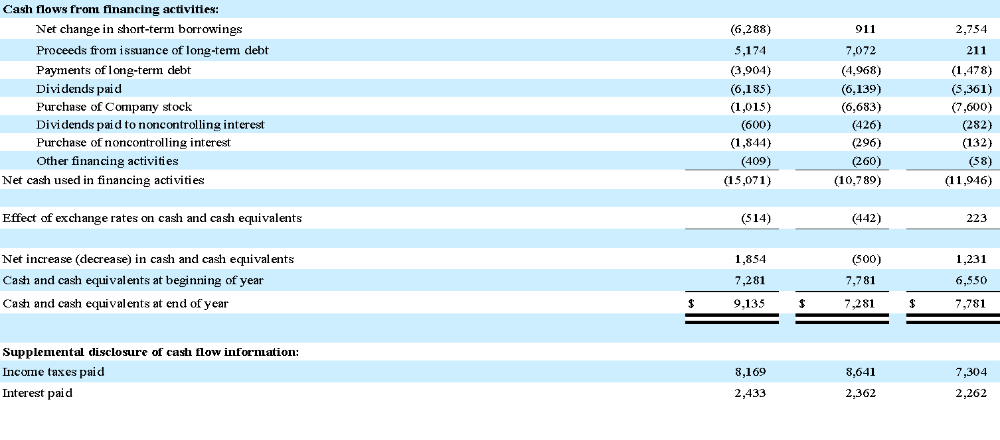 Cash flows from financing activities:
Net change in short-term borrowings (6,288) 911 2,754
Proceeds from issuance of long-term debt 5,174 7,072 211
Payments of long-term debt (3,904) (4,968) (1,478)
Dividends paid (6,185) (6,139) (5,361)
Purchase of Company stock (1,015) (6,683) (7,600)
Dividends paid to noncontrolling interest (600) (426) (282)
Purchase of noncontrolling interest (1,844) (296) (132)
Other financing activities (409) (260) (58)
Net cash used in financing activities (15,071) (10,789) (11,946)
Effect of exchange rates on cash and cash equivalents (514) (442) 223
Net increase (decrease) in cash and cash equivalents 1,854 (500) 1,231
Cash and cash equivalents at beginning of year 7,281 7,781 6,550
Cash and cash equivalents at end of year $ 9,135 $ 7,281 $ 7,781
Supplemental disclosure of cash flow information:
Income taxes paid 8,169 8,641 7,304
Interest paid 2,433 2,362 2,262